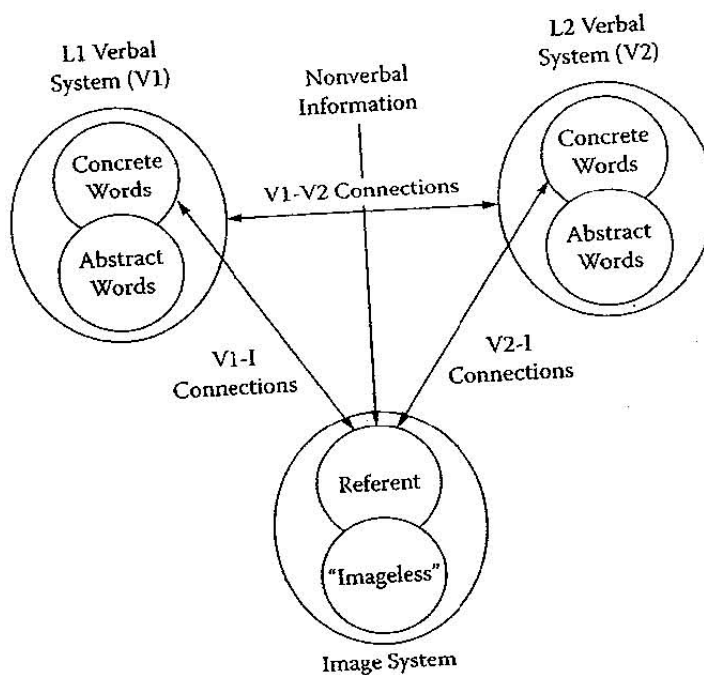 L1 Verbal
System (V1)
Nonverbal
Information
L2 Verbal
System (V2)
Concrete
Words
Abstract
Words
V1-V2 Connections
Concrete
Words
Abstract
Words
V1-I
Connections
V2-I
Connections
Referent
“Imageless”
Image System